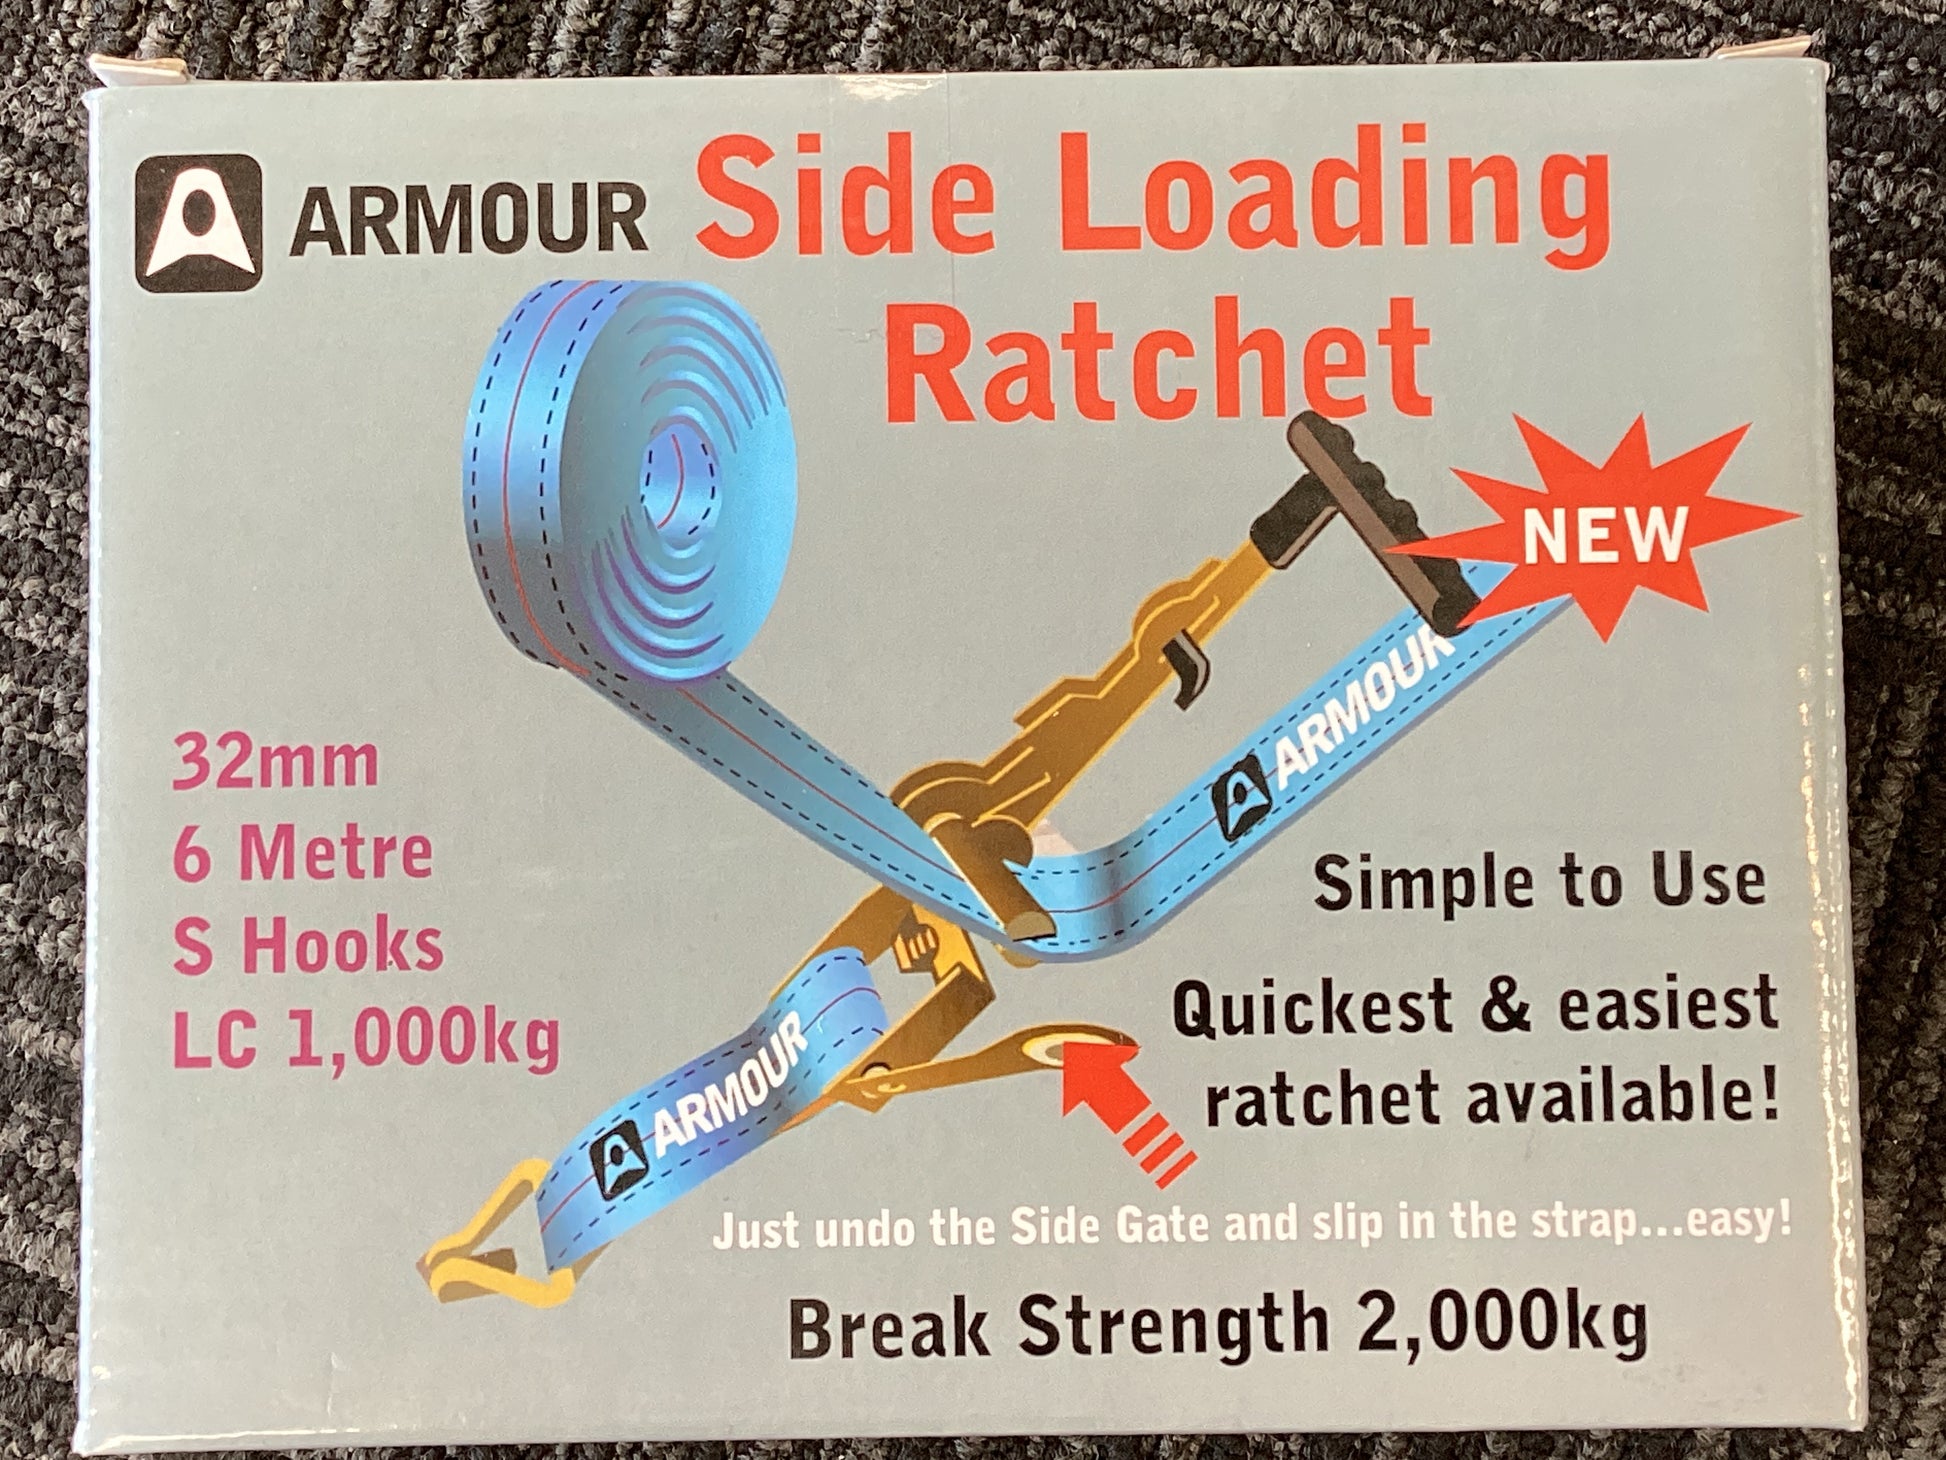 ARMOUR
Side Loading
Ratchet
NEW
ARMOUR
32mm
6 Metre
S Hooks
LC 1,000kg
Simple to Use
Quickest & easiest
ratchet available!
ARMOUR
Just undo the Side Gate and slip in the strap...easy!
Break Strength 2,000kg